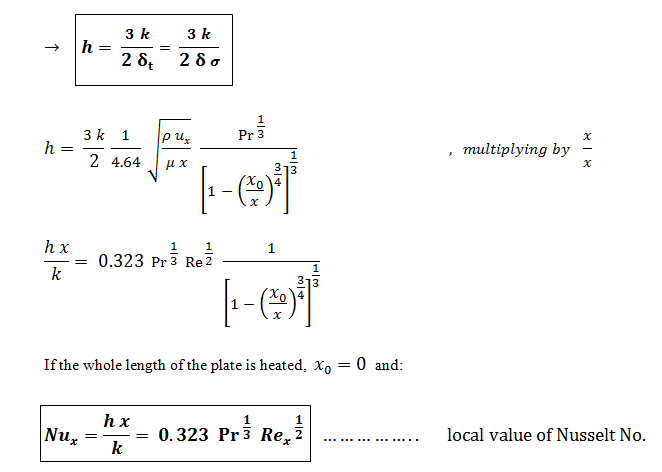 → h = 3 k / 2 δₜ = 3 k / 2 δ σ
h = 3 k / 2 1 / 4.64 √(ρ uₓ / μ x) Pr^(1/3) / [1 − (x₀/x)^(3/4)]^(1/3) , multiplying by x/x
h x / k = 0.323 Pr^(1/3) Re^(1/2) 1 / [1 − (x₀/x)^(3/4)]^(1/3)
If the whole length of the plate is heated, x₀ = 0 and:
Nuₓ = h x / k = 0.323 Pr^(1/3) Reₓ^(1/2) ... ... ... ... .. local value of Nusselt No.